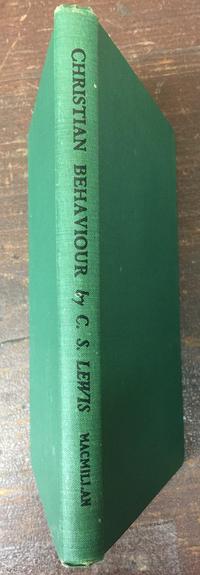 CHRISTIAN BEHAVIOUR by C. S. LEWIS MACMILLAN